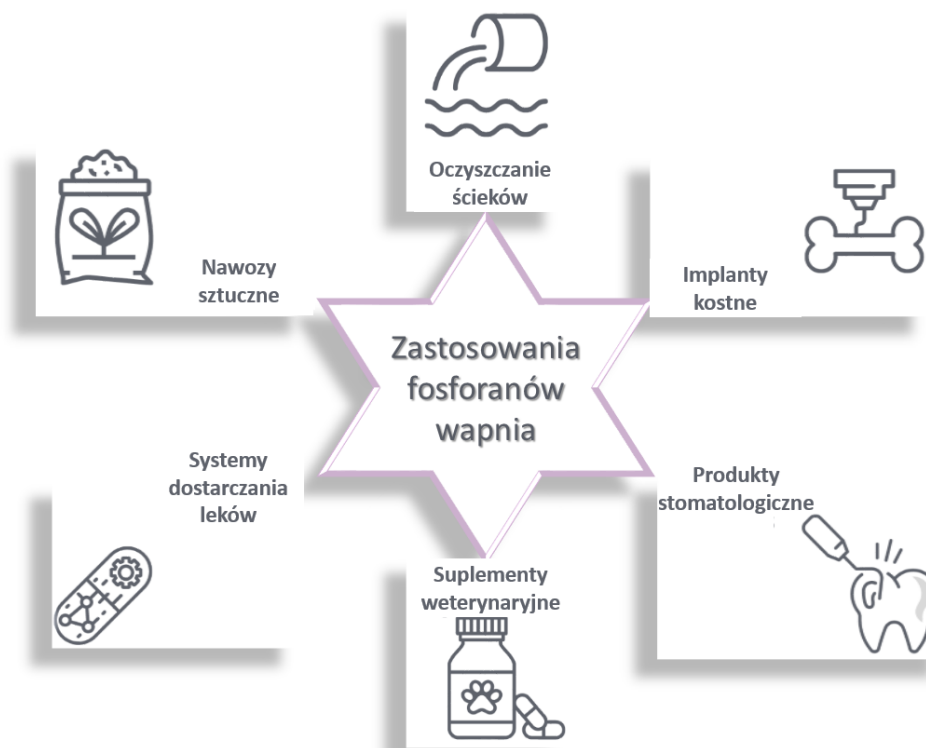 Oczyszczanie
ścieków
Nawozy
sztuczne
Implanty
kostne
Zastosowania
fosforanów
wapnia
Systemy
dostarczania
leków
Produkty
stomatologiczne
Suplementy
weterynaryjne